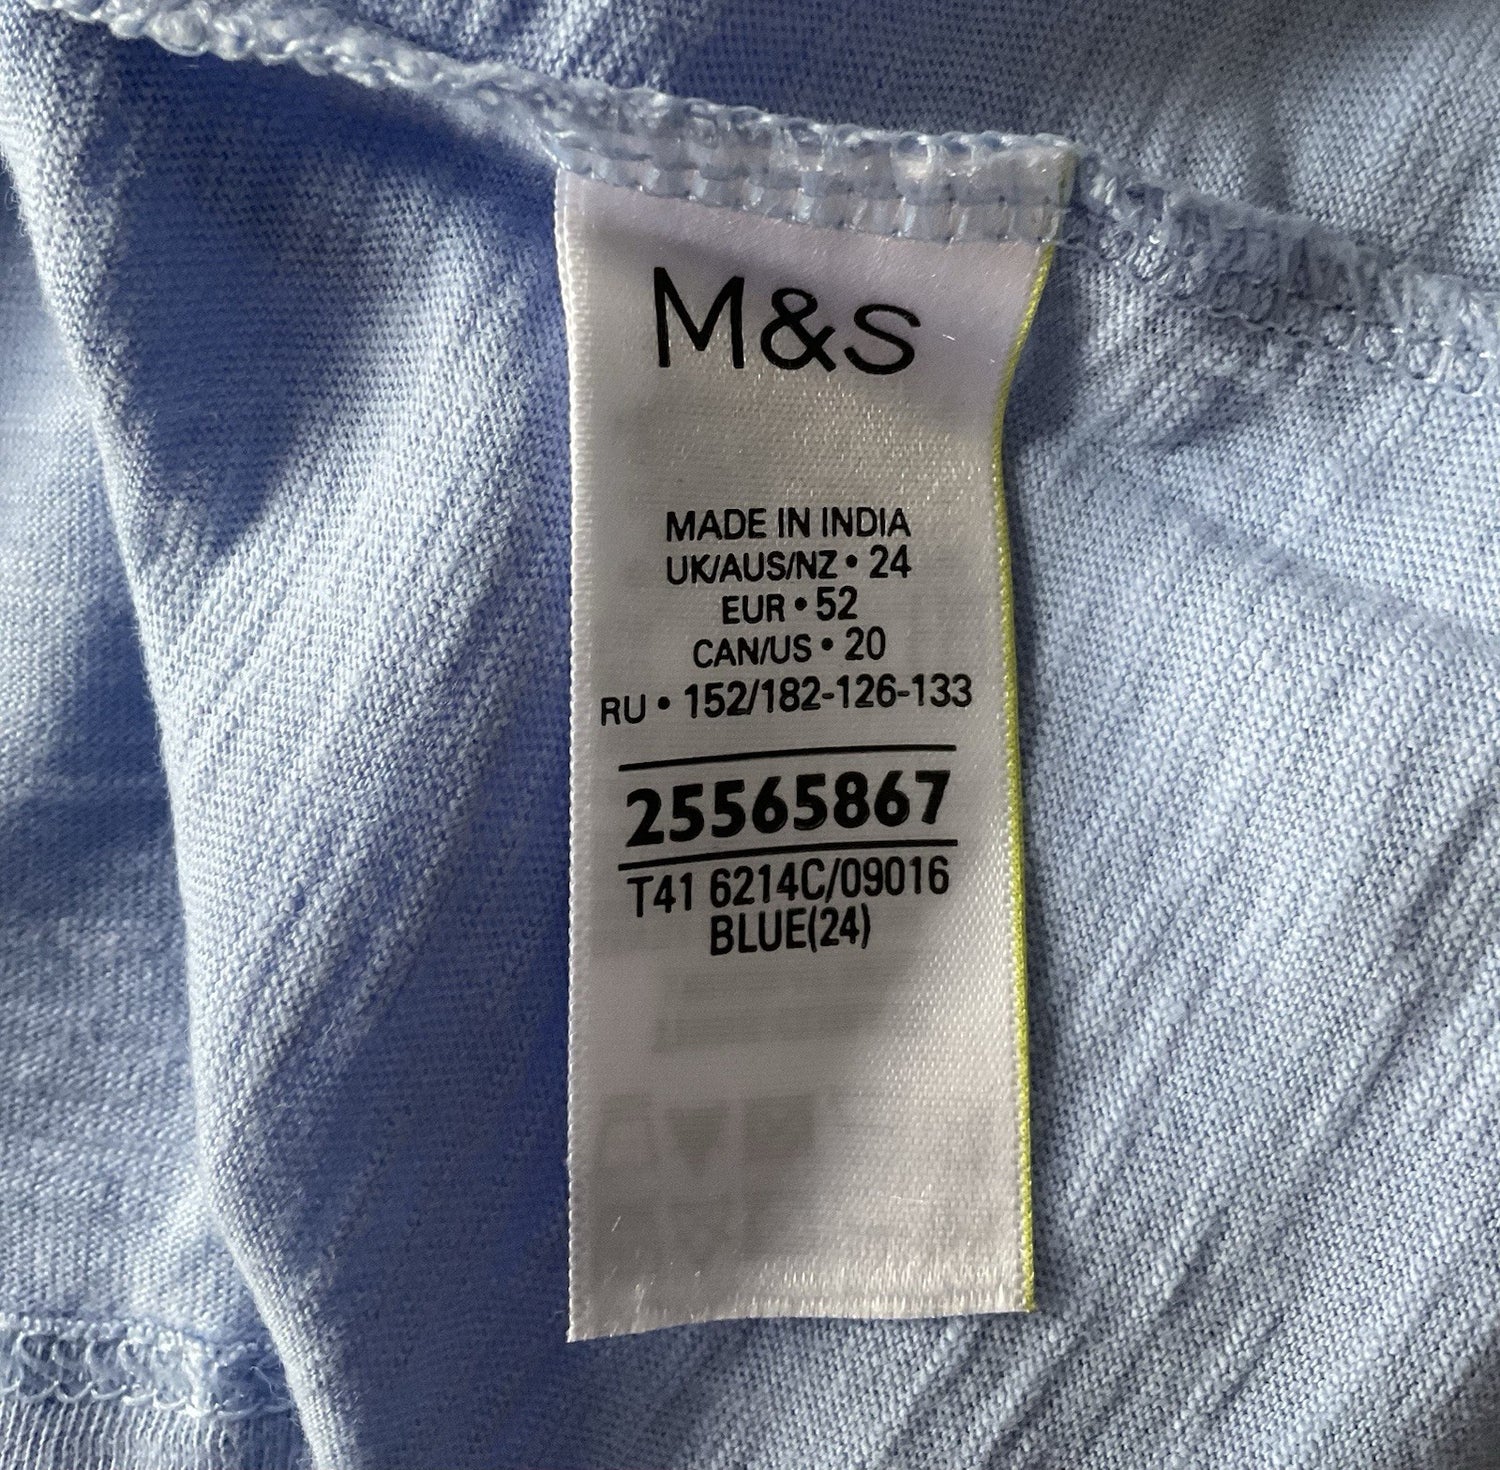 M&S
MADE IN INDIA
UK/AUS/NZ • 24
EUR • 52
CAN/US • 20
RU • 152/182-126-133
25565867
T41 6214C/09016
BLUE(24)